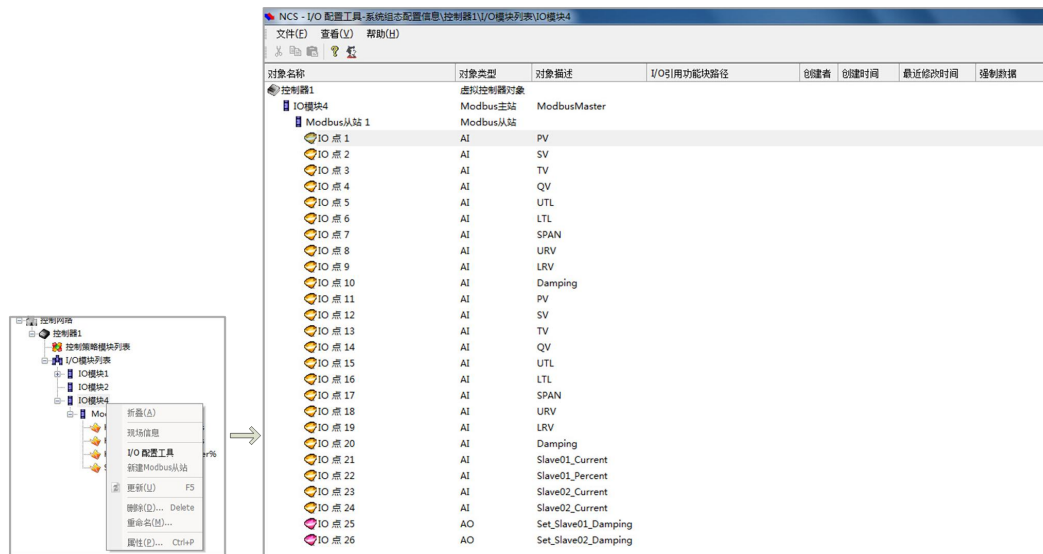 NCS - I/O 配置工具-系统组态配置信息\控制器1\I/O模块列表\IO模块4
文件(F) 查看(V) 帮助(H)
对象名称 对象类型 对象描述 I/O引用功能块路径 创建者 创建时间 最近修改时间 强制数据
控制器1 虚拟控制器对象
IO模块4 Modbus主站 ModbusMaster
Modbus从站 1 Modbus从站
IO 点 1 AI PV
IO 点 2 AI SV
IO 点 3 AI TV
IO 点 4 AI QV
IO 点 5 AI UTL
IO 点 6 AI LTL
IO 点 7 AI SPAN
IO 点 8 AI URV
IO 点 9 AI LRV
IO 点 10 AI Damping
IO 点 11 AI PV
IO 点 12 AI SV
IO 点 13 AI TV
IO 点 14 AI QV
IO 点 15 AI UTL
IO 点 16 AI LTL
IO 点 17 AI SPAN
IO 点 18 AI URV
IO 点 19 AI LRV
IO 点 20 AI Damping
IO 点 21 AI Slave01_Current
IO 点 22 AI Slave01_Percent
IO 点 23 AI Slave02_Current
IO 点 24 AI Slave02_Current
IO 点 25 AO Set_Slave01_Damping
IO 点 26 AO Set_Slave02_Damping
控制网络
控制器1
控制策略模块列表
I/O模块列表
IO模块1
IO模块2
IO模块4
折叠(A)
现场信息
I/O 配置工具
新建Modbus从站
更新(U) F5
删除(D)... Delete
重命名(M)...
属性(P)... Ctrl+P